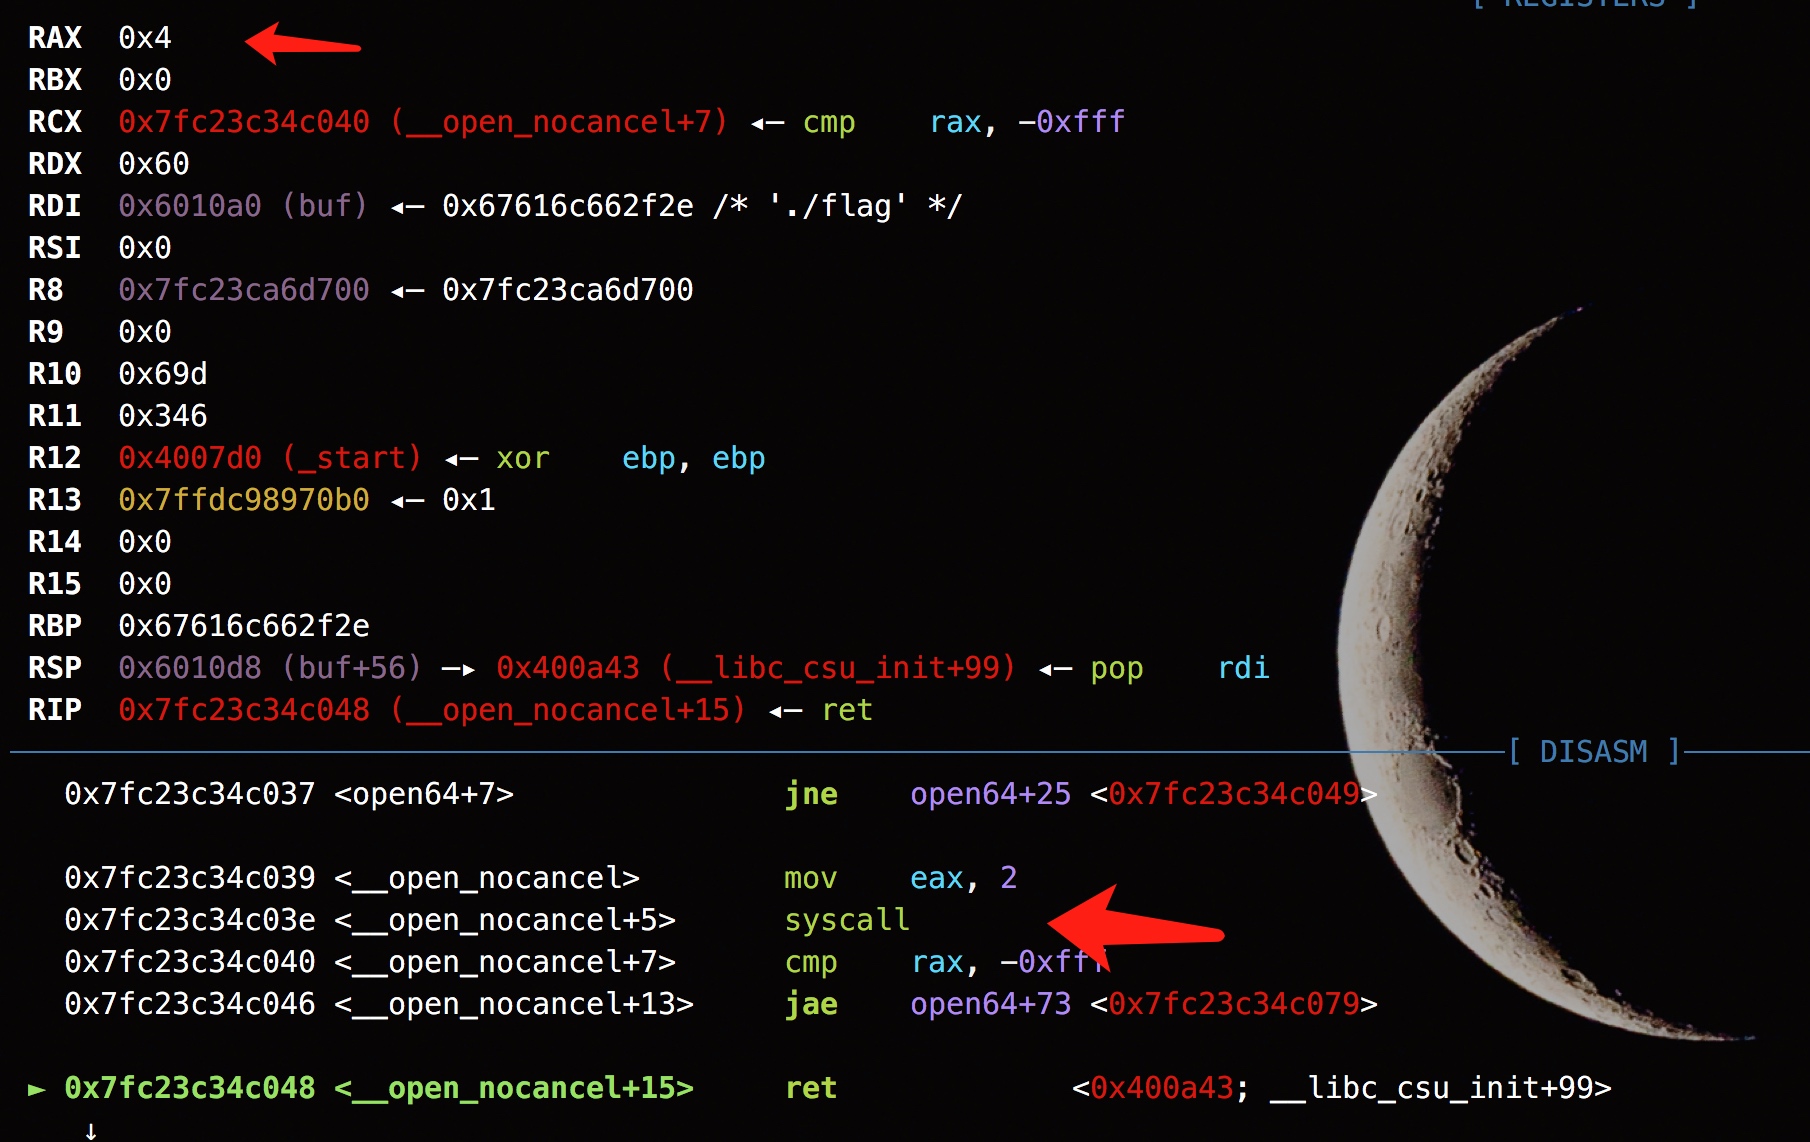 [ REGISTERS ]
RAX 0x4
RBX 0x0
RCX 0x7fc23c34c040 (__open_nocancel+7) ◂— cmp rax, -0xfff
RDX 0x60
RDI 0x6010a0 (buf) ◂— 0x67616c662f2e /* './flag' */
RSI 0x0
R8 0x7fc23ca6d700 ◂— 0x7fc23ca6d700
R9 0x0
R10 0x69d
R11 0x346
R12 0x4007d0 (_start) ◂— xor ebp, ebp
R13 0x7ffdc98970b0 ◂— 0x1
R14 0x0
R15 0x0
RBP 0x67616c662f2e
RSP 0x6010d8 (buf+56) —▸ 0x400a43 (__libc_csu_init+99) ◂— pop rdi
RIP 0x7fc23c34c048 (__open_nocancel+15) ◂— ret
[ DISASM ]
0x7fc23c34c037 <open64+7> jne open64+25 <0x7fc23c34c049>
0x7fc23c34c039 <__open_nocancel> mov eax, 2
0x7fc23c34c03e <__open_nocancel+5> syscall
0x7fc23c34c040 <__open_nocancel+7> cmp rax, -0xfff
0x7fc23c34c046 <__open_nocancel+13> jae open64+73 <0x7fc23c34c079>
► 0x7fc23c34c048 <__open_nocancel+15> ret <0x400a43; __libc_csu_init+99>
↓